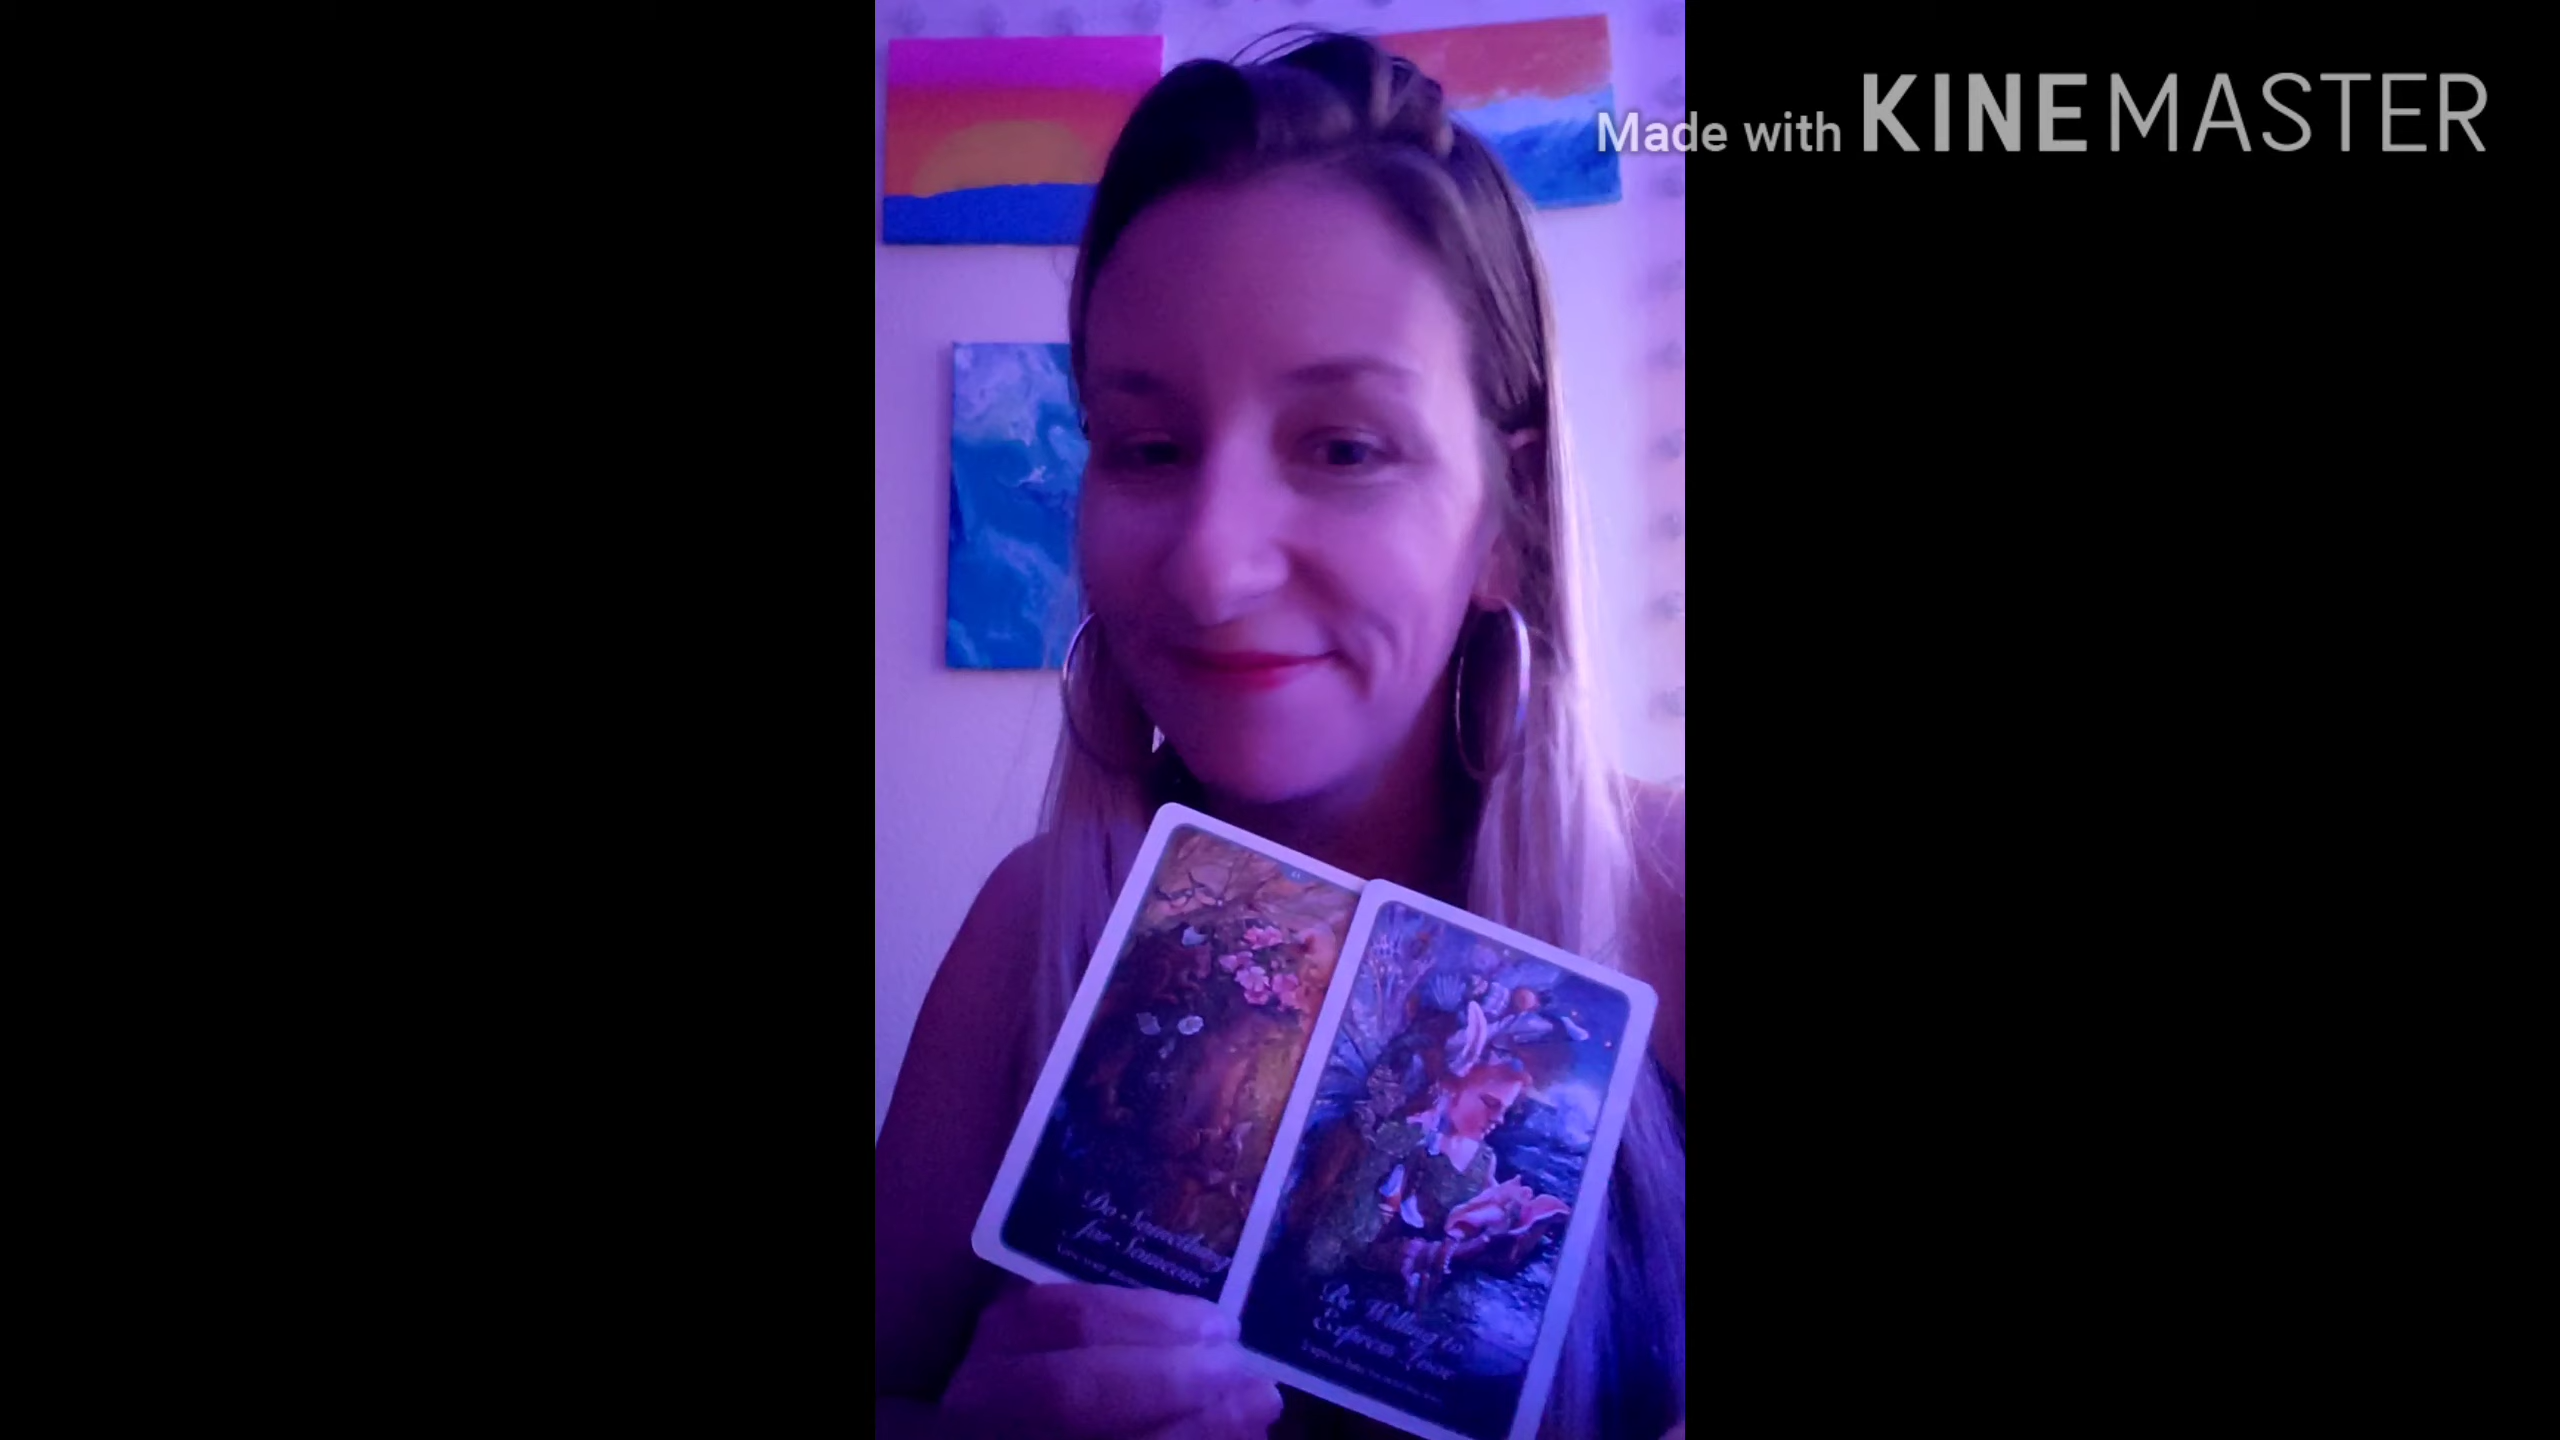 Made with KINEMASTER
Do Something
for Someone
Be Willing to
Express Love